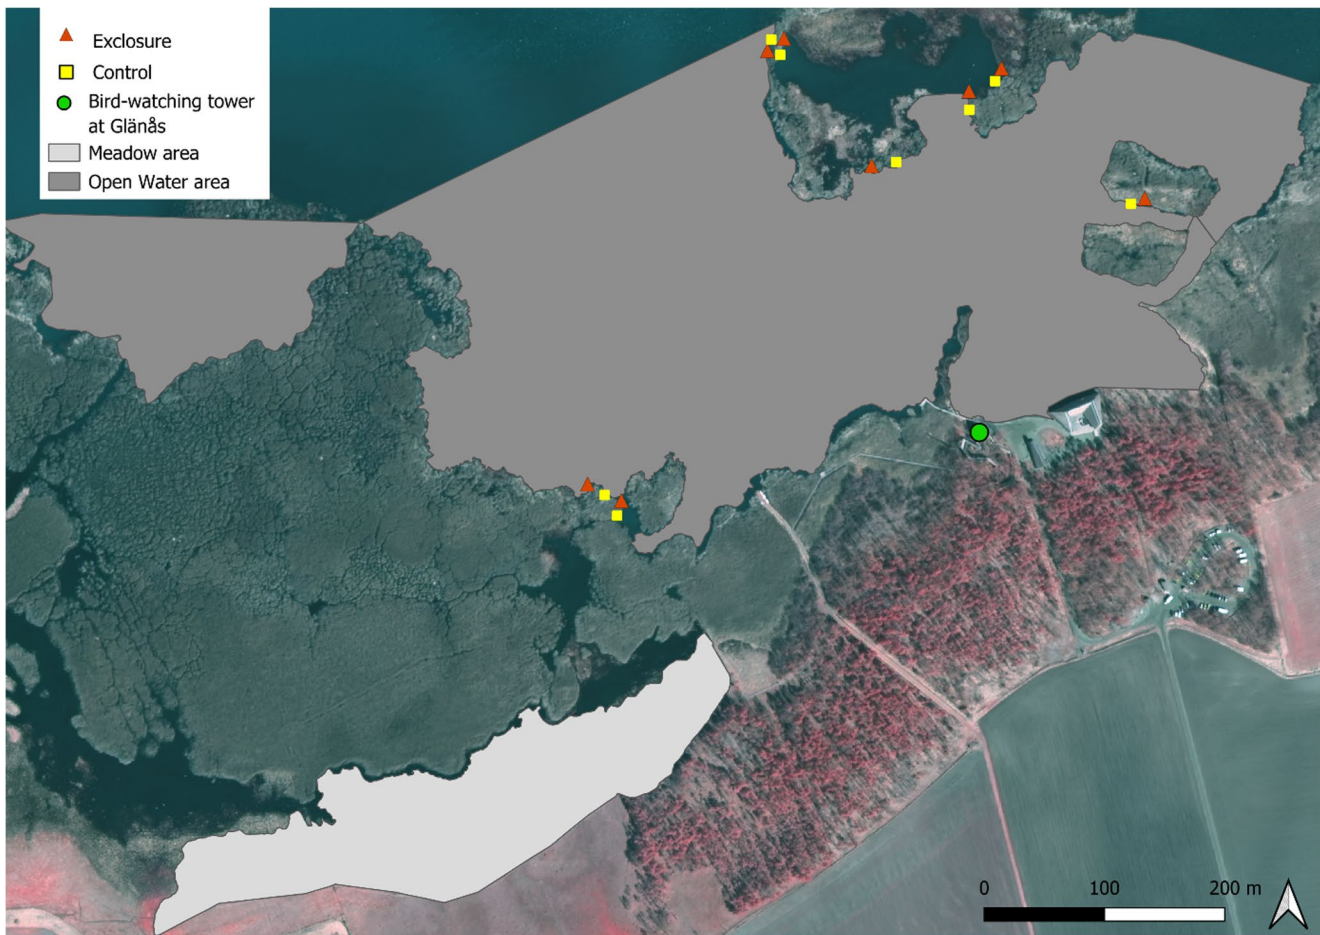 Exclosure
Control
Bird-watching tower
at Glänås
Meadow area
Open Water area
0 100 200 m